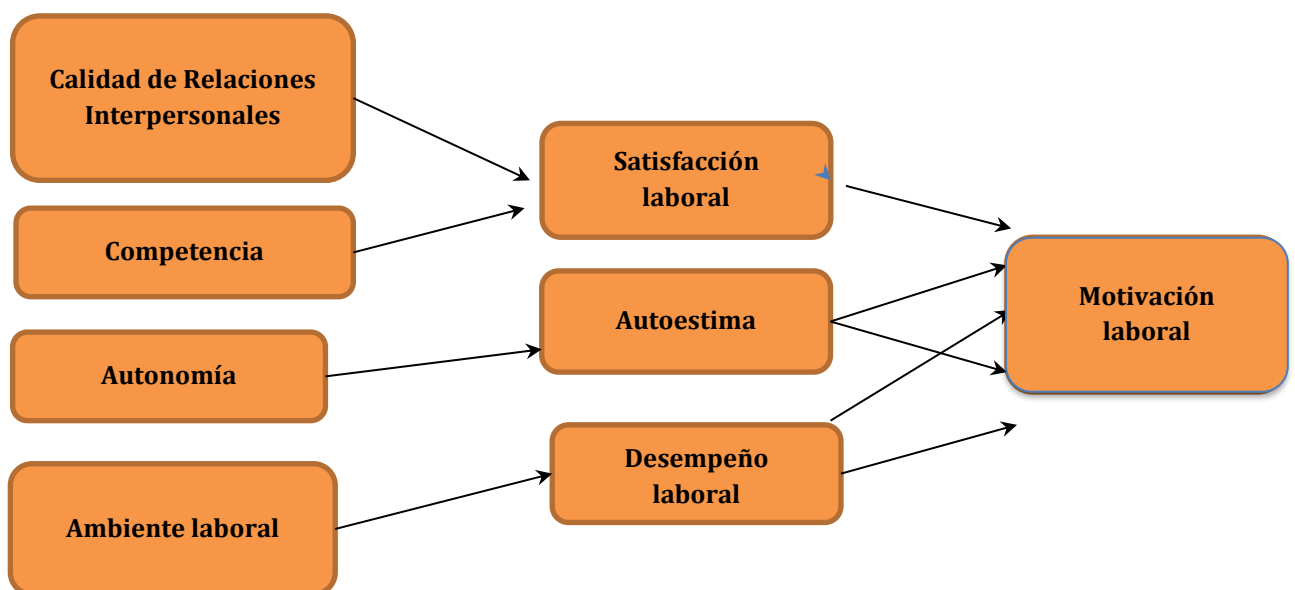 Calidad de Relaciones
Interpersonales
Competencia
Autonomía
Ambiente laboral
Satisfacción
laboral
Autoestima
Desempeño
laboral
Motivación
laboral